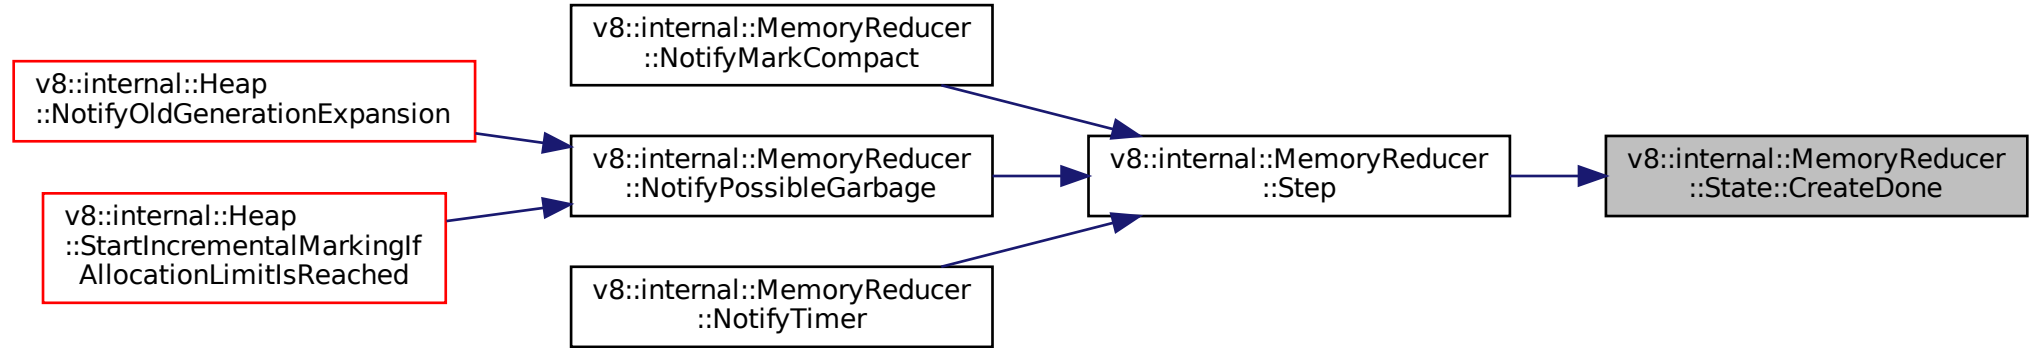 v8::internal::Heap
::NotifyOldGenerationExpansion
v8::internal::Heap
::StartIncrementalMarkingIf
AllocationLimitIsReached
v8::internal::MemoryReducer
::NotifyMarkCompact
v8::internal::MemoryReducer
::NotifyPossibleGarbage
v8::internal::MemoryReducer
::NotifyTimer
v8::internal::MemoryReducer
::Step
v8::internal::MemoryReducer
::State::CreateDone